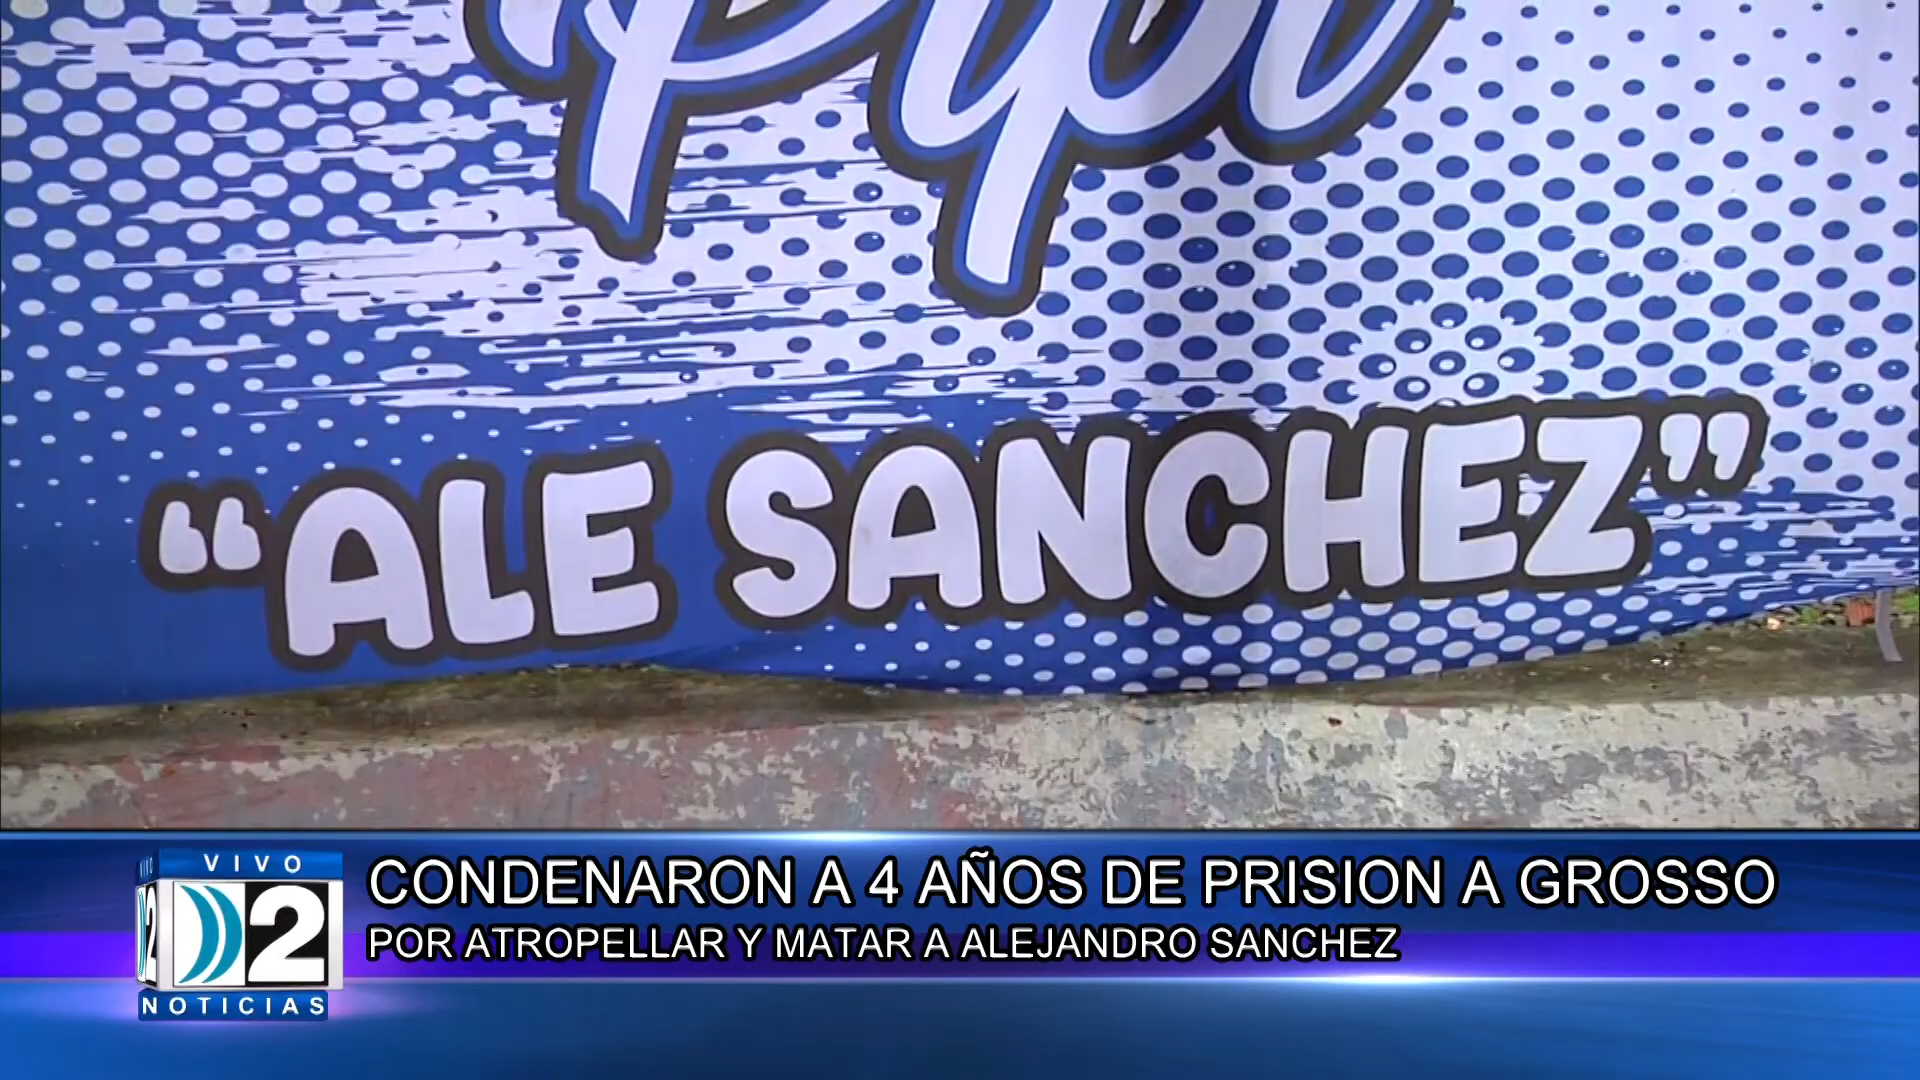 "ALE SANCHEZ"
VIVO
2
NOTICIAS
CONDENARON A 4 AÑOS DE PRISION A GROSSO
POR ATROPELLAR Y MATAR A ALEJANDRO SANCHEZ